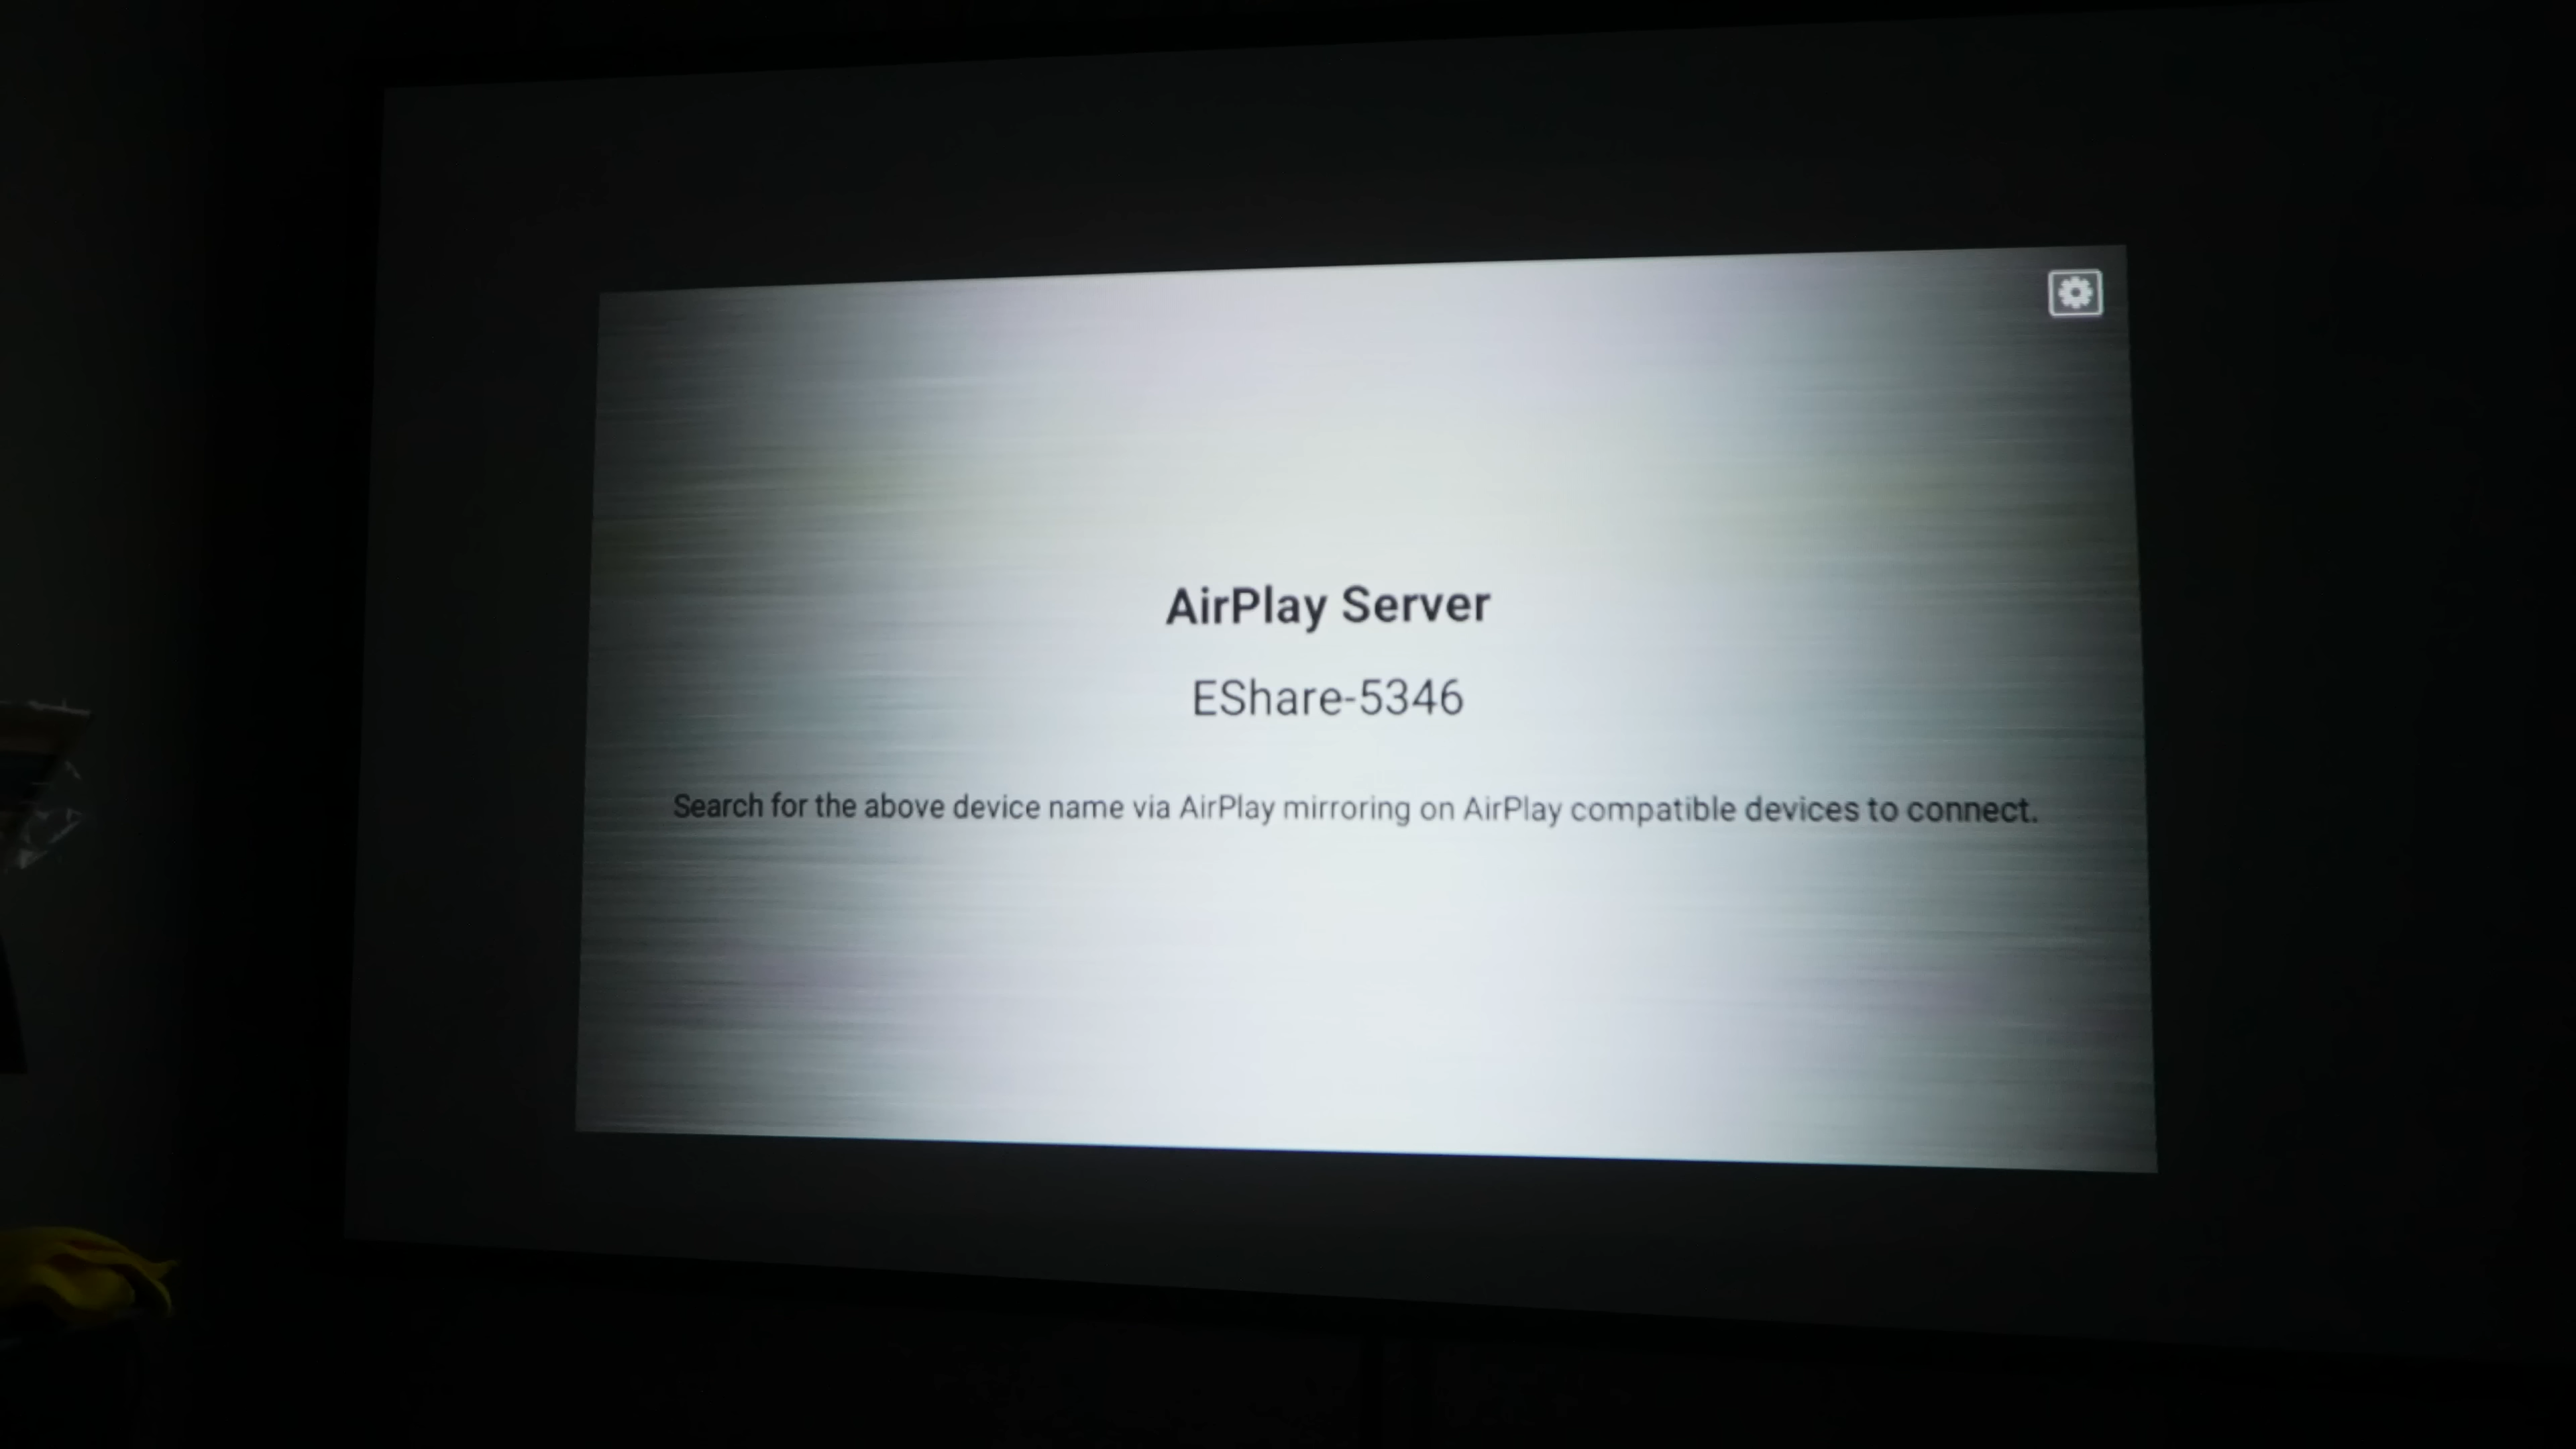 AirPlay Server
EShare-5346
Search for the above device name via AirPlay mirroring on AirPlay compatible devices to connect.